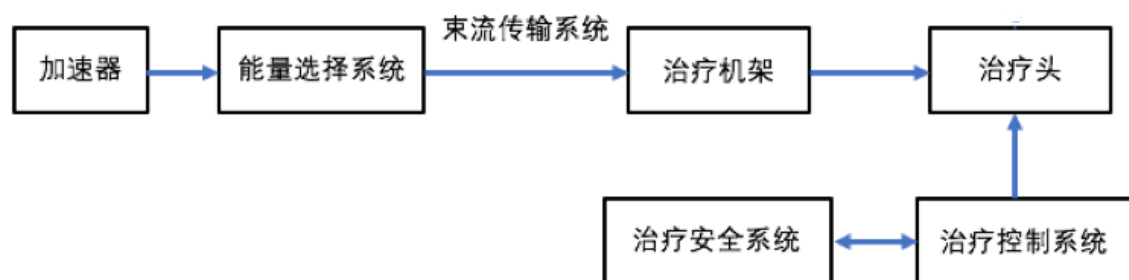 束流传输系统
加速器
能量选择系统
治疗机架
治疗头
治疗安全系统
治疗控制系统